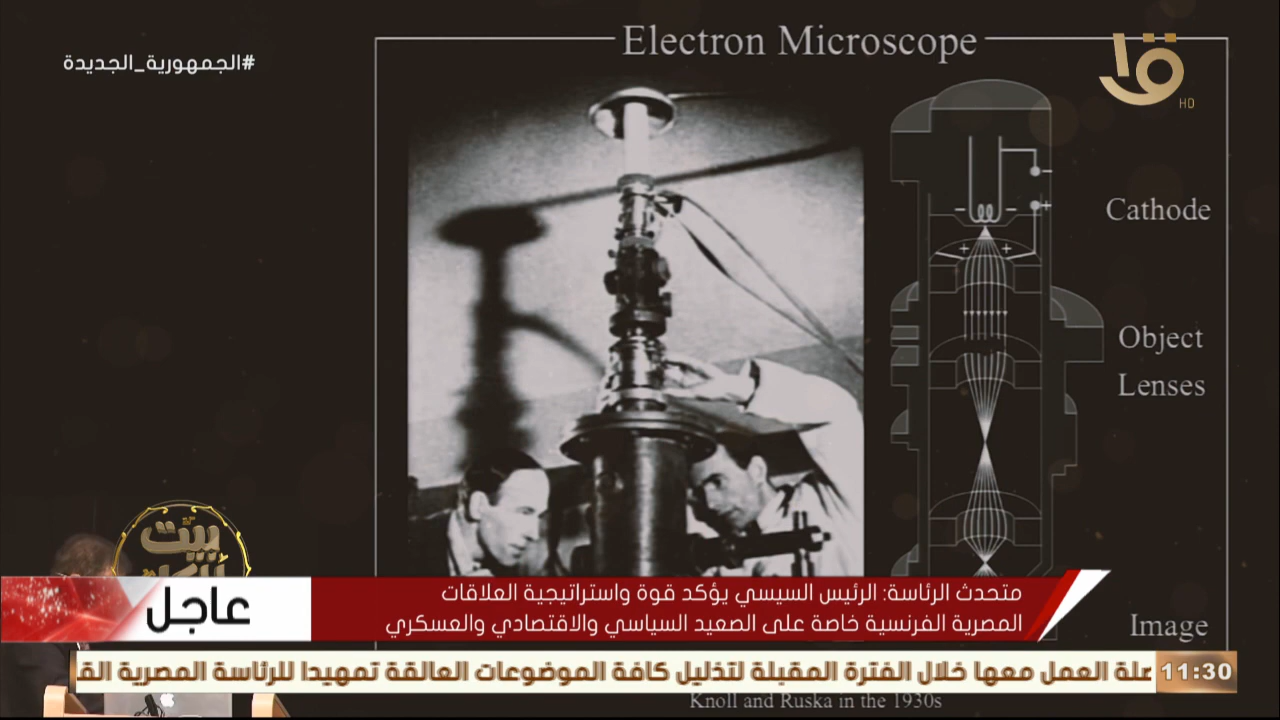 Electron Microscope
#الجمهورية_الجديدة
HD
Cathode
Object
Lenses
بيت
عاجل
متحدث الرئاسة: الرئيس السيسي يؤكد قوة واستراتيجية العلاقات
المصرية الفرنسية خاصة على الصعيد السياسي والاقتصادي والعسكري
Image
11:30
العمل معها خلال الفترة المقبلة لتذليل كافة الموضوعات العالقة تمهيدا للرئاسة المصرية
Knoll and Ruska in the 1930s